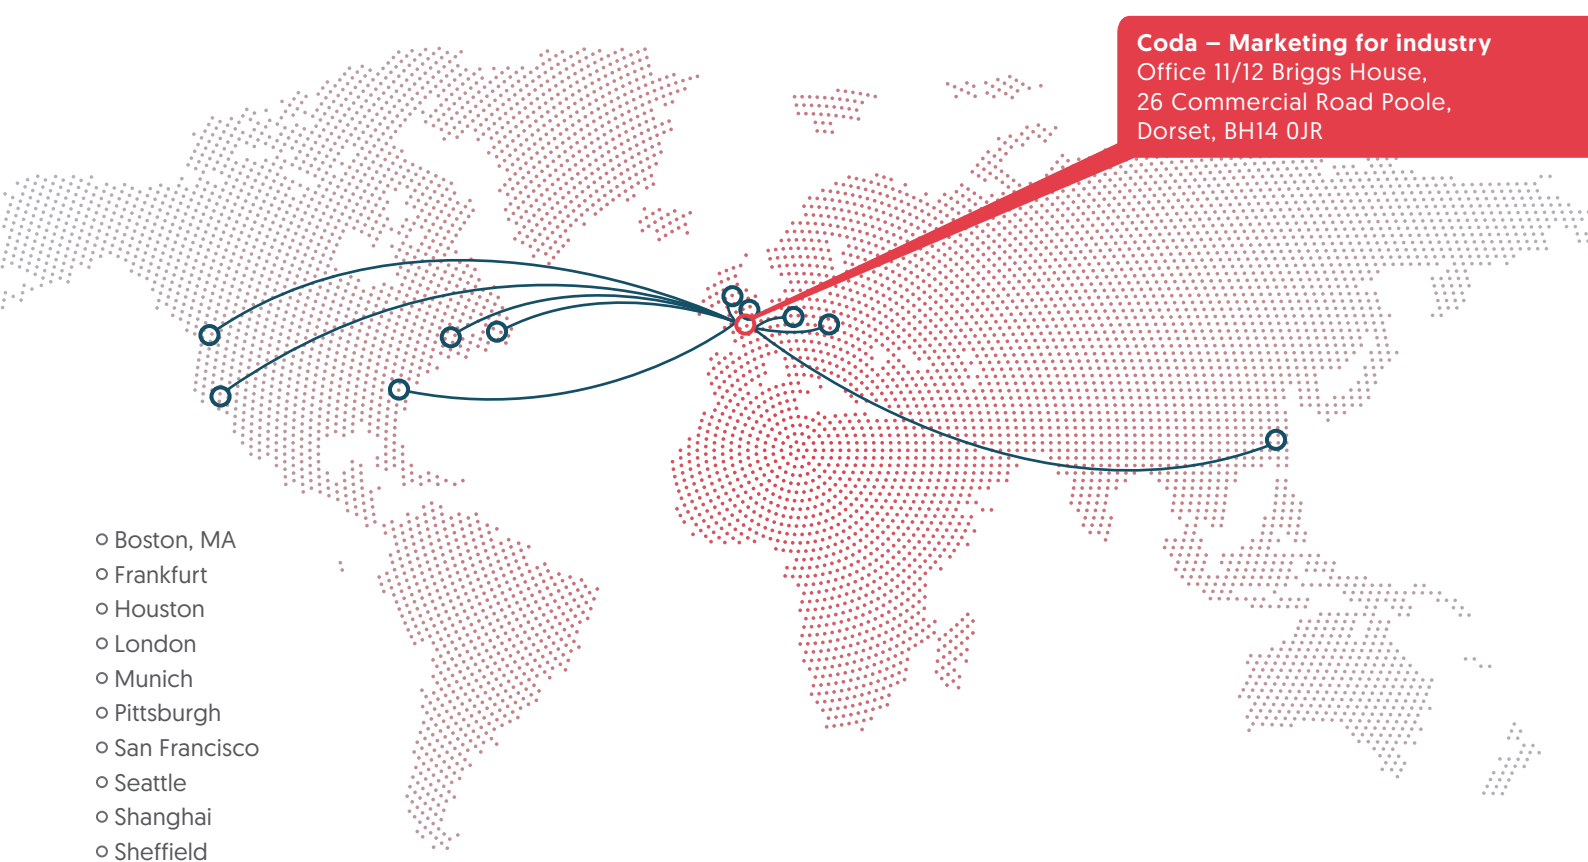 Coda – Marketing for industry
Office 11/12 Briggs House,
26 Commercial Road Poole,
Dorset, BH14 0JR
Boston, MA
Frankfurt
Houston
London
Munich
Pittsburgh
San Francisco
Seattle
Shanghai
Sheffield